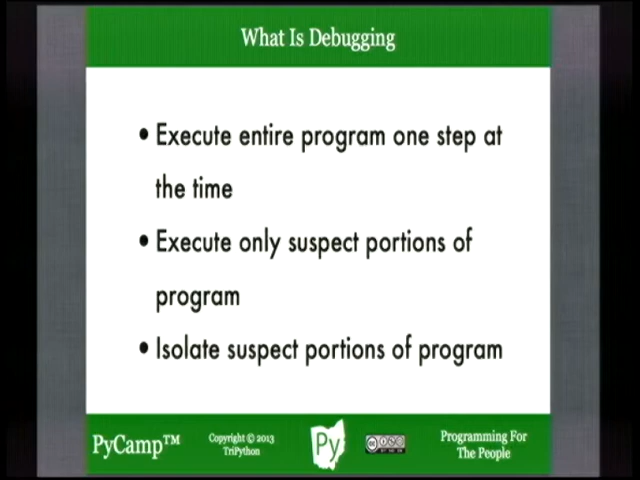 What Is Debugging
• Execute entire program one step at
the time
• Execute only suspect portions of
program
• Isolate suspect portions of program
PyCamp™
Copyright © 2013
TriPython
Py
Programming For
The People